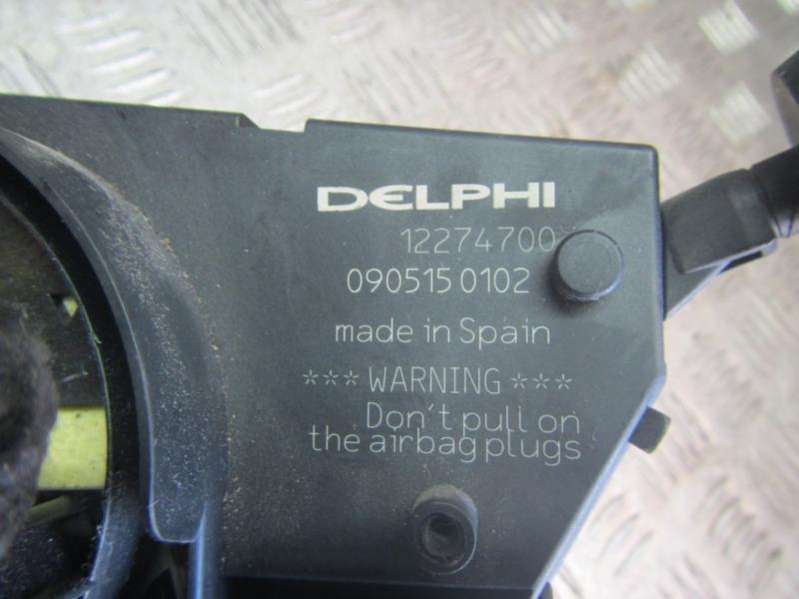 DELPHI
12274700
090515 0102
made in Spain
*** WARNING ***
Don't pull on
the airbag plugs